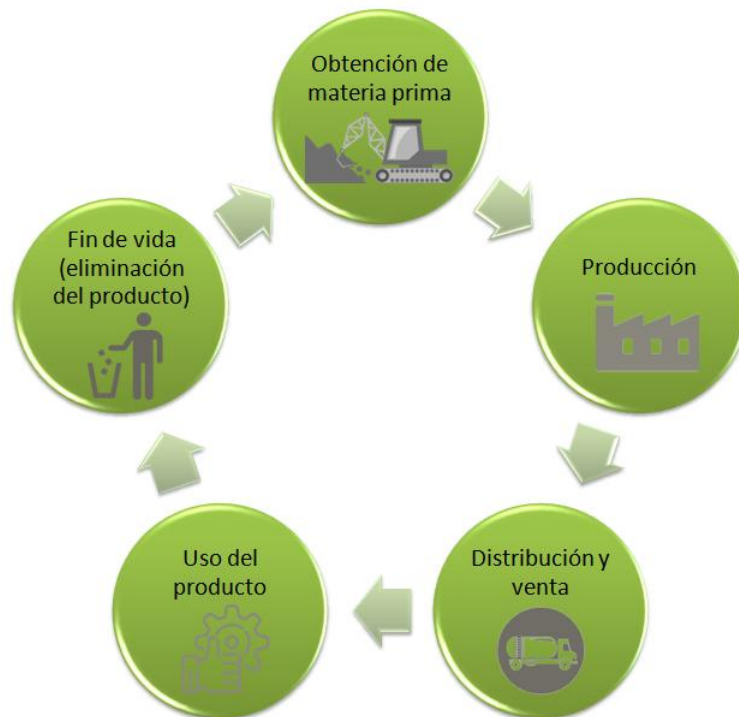 Obtención de
materia prima
Producción
Distribución y
venta
Uso del
producto
Fin de vida
(eliminación
del producto)